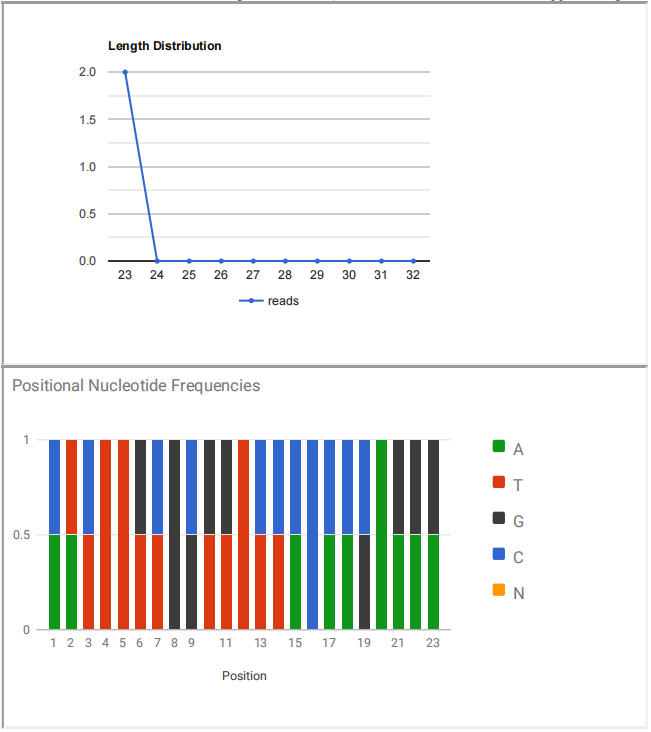 Length Distribution
2.0
1.5
1.0
0.5
0.0
23 24 25 26 27 28 29 30 31 32
reads
Positional Nucleotide Frequencies
1
0.5
0
1 2 3 4 5 6 7 8 9 11 13 15 17 19 21 23
Position
A
T
G
C
N